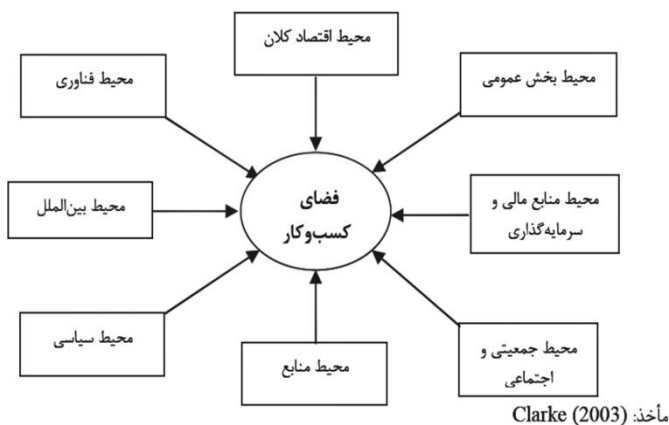 محیط اقتصاد کلان
محیط بخش عمومی
محیط فناوری
محیط منابع مالی و
سرمایه‌گذاری
فضای
کسب‌وکار
محیط بین‌الملل
محیط جمعیتی و
اجتماعی
محیط منابع
محیط سیاسی
مأخذ: Clarke (2003)